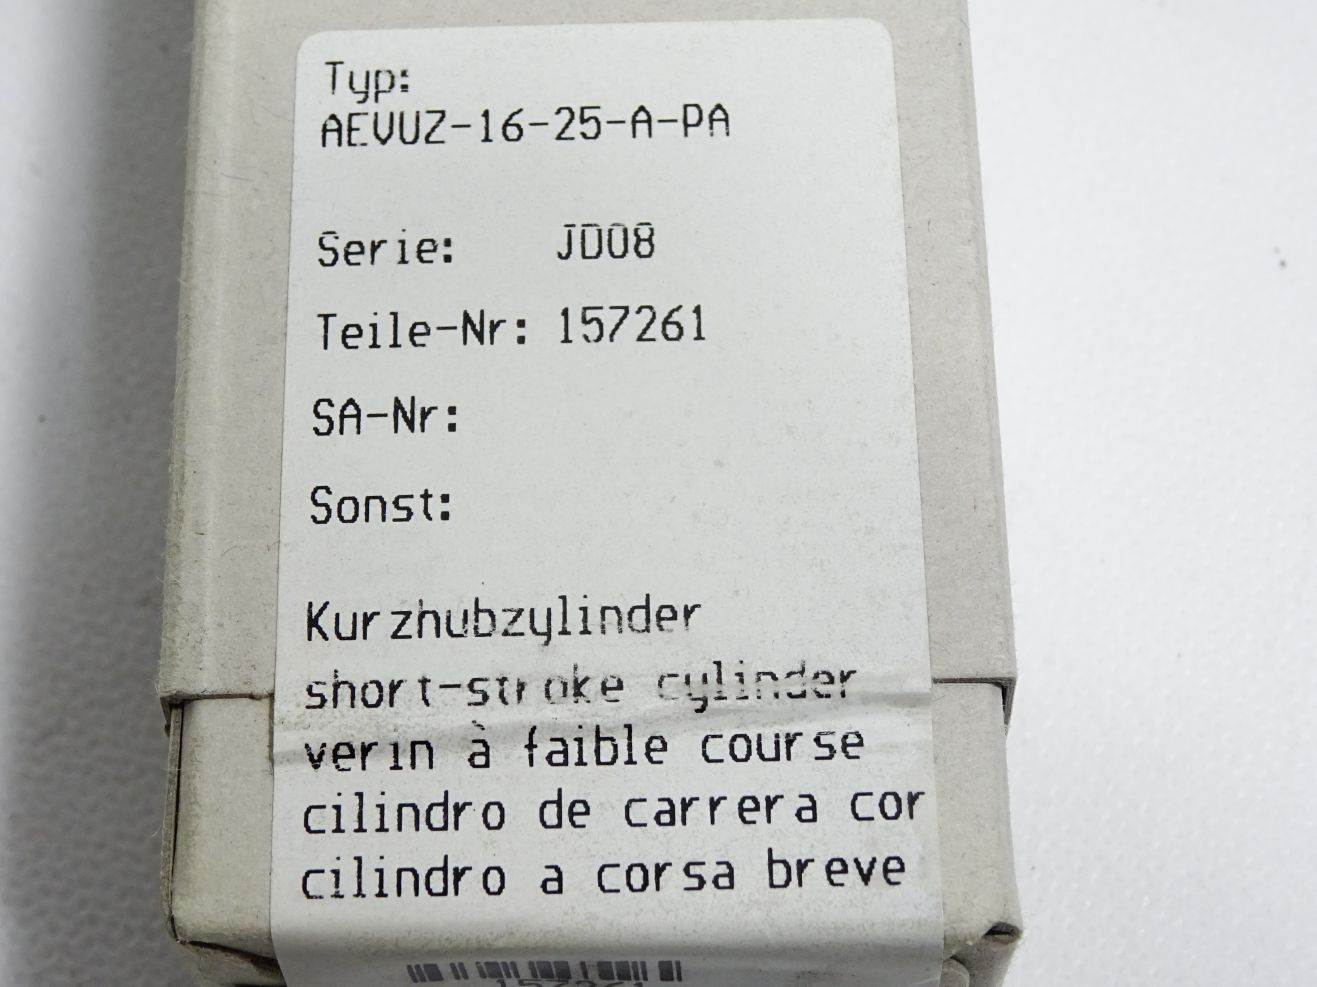 Typ:
AEVUZ-16-25-A-PA
Serie: JD08
Teile-Nr: 157261
SA-Nr:
Sonst:
Kurzhubzylinder
short-stroke cylinder
verin à faible course
cilindro de carrera cor
cilindro a corsa breve
157261